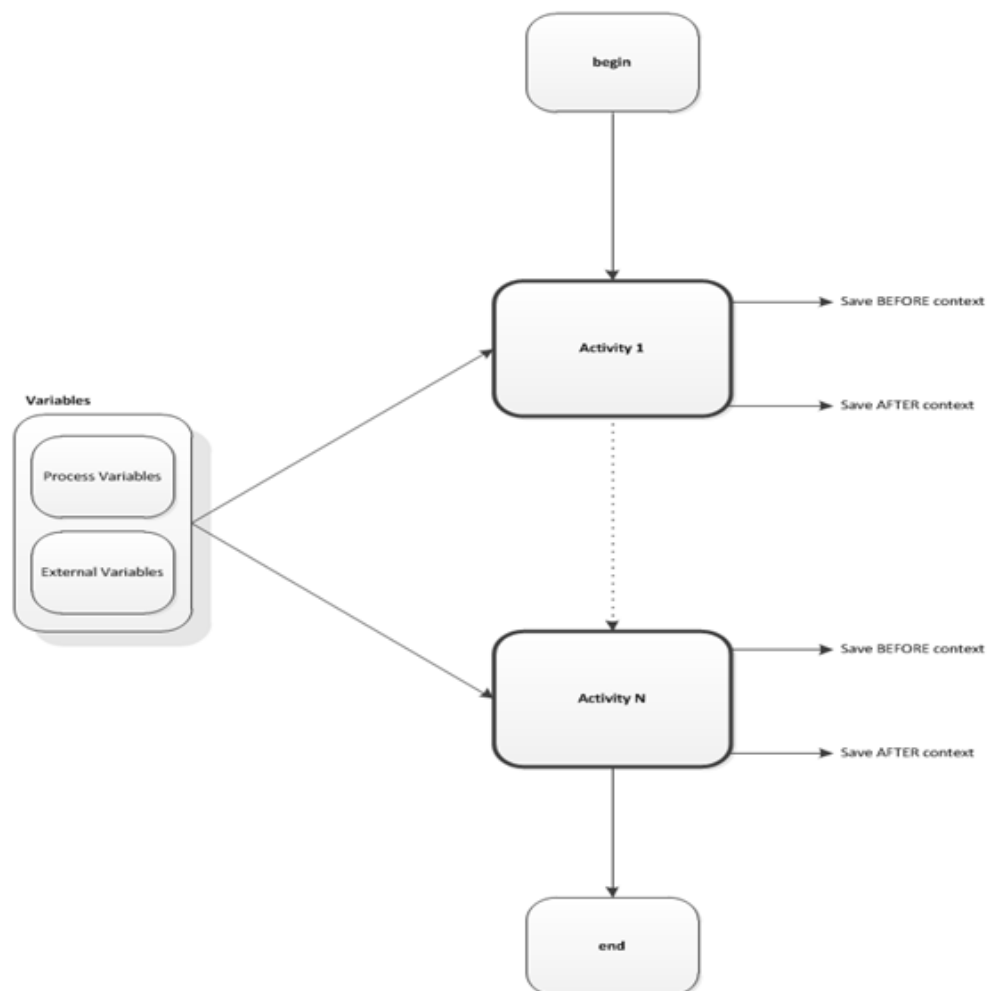 begin
Save BEFORE context
Activity 1
Variables
Save AFTER context
Process Variables
External Variables
Save BEFORE context
Activity N
Save AFTER context
end